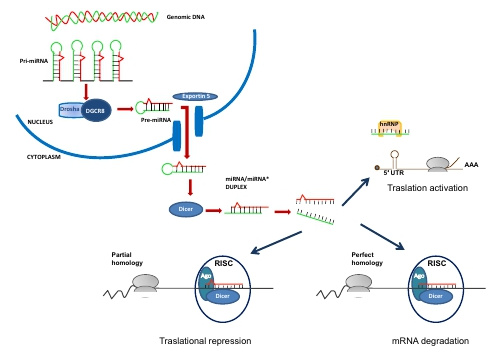 Genomic DNA
Pri-miRNA
Drosha
DGCR8
Exportin 5
Pre-miRNA
NUCLEUS
CYTOPLASM
hnRNP
miRNA/miRNA*
DUPLEX
Dicer
5' UTR
AAA
Traslation activation
Partial
homology
RISC
Ago
Dicer
Perfect
homology
RISC
Ago
Dicer
Traslational repression
mRNA degradation